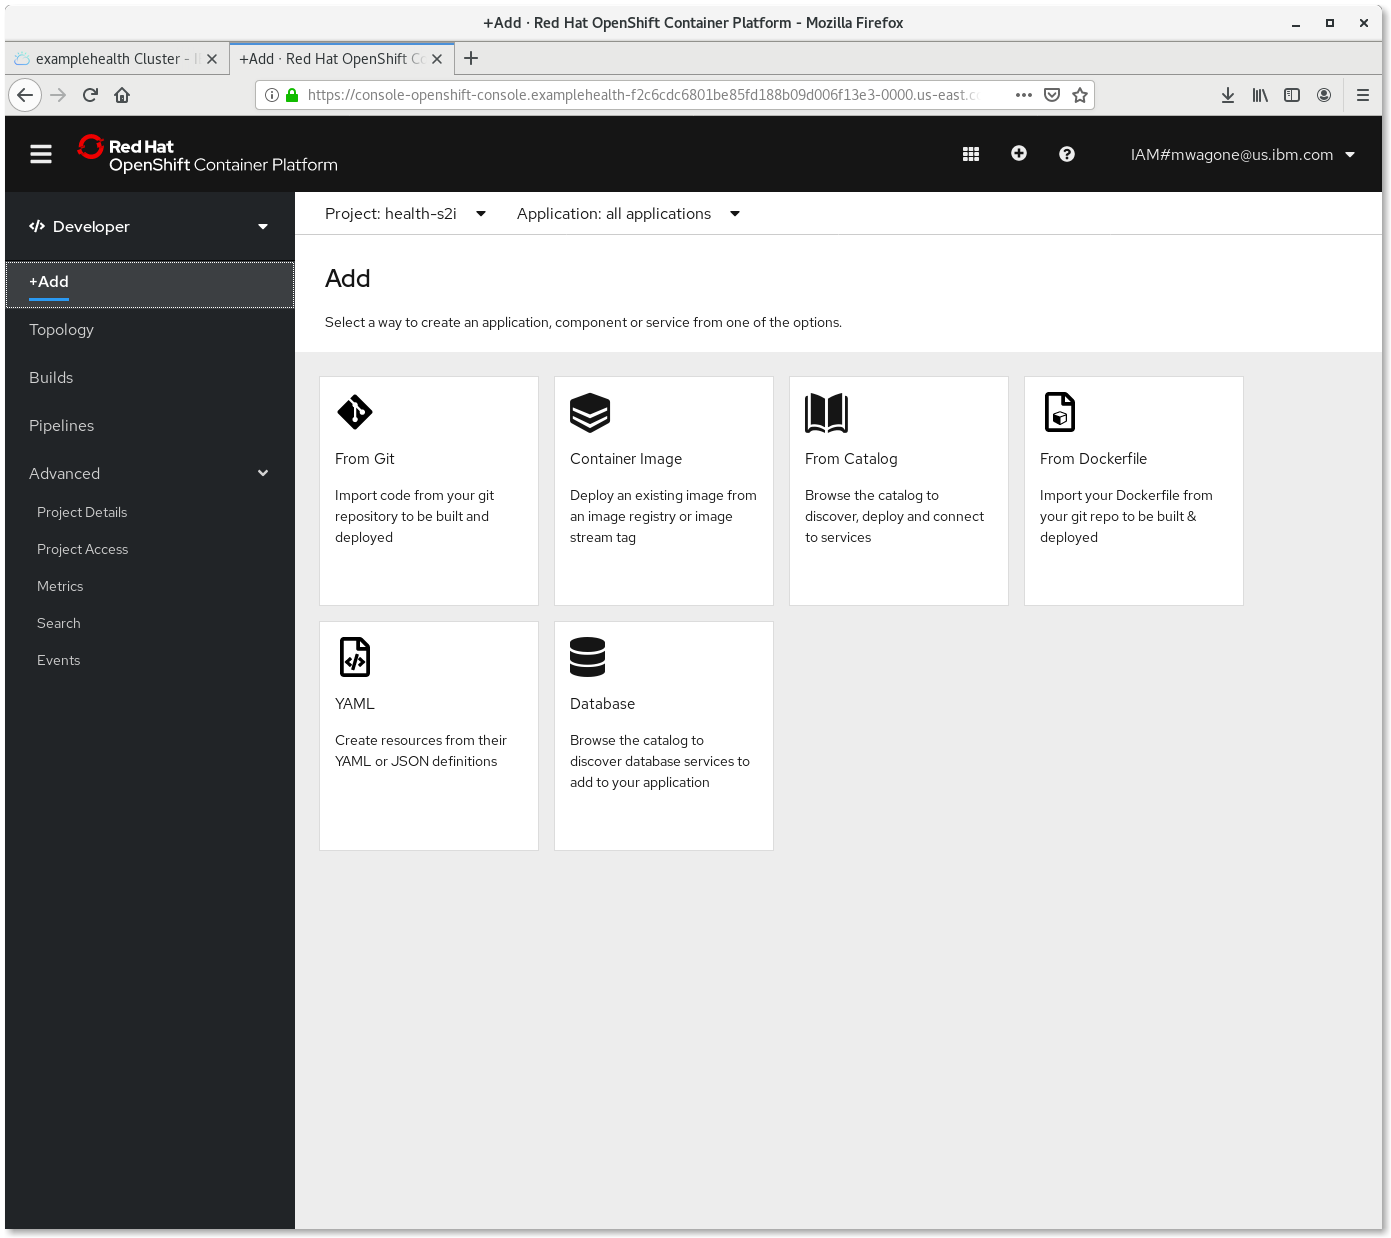 +Add · Red Hat OpenShift Container Platform - Mozilla Firefox
examplehealth Cluster -
+Add · Red Hat OpenShift
https://console-openshift-console.examplehealth-f2c6cdc6801be85fd188b09d006f13e3-0000.us-east.c
Red Hat
OpenShift Container Platform
IAM#mwagone@us.ibm.com
Developer
Project: health-s2i
Application: all applications
+Add
Topology
Builds
Pipelines
Advanced
Project Details
Project Access
Metrics
Search
Events
Add
Select a way to create an application, component or service from one of the options.
From Git
Import code from your git
repository to be built and
deployed
Container Image
Deploy an existing image from
an image registry or image
stream tag
From Catalog
Browse the catalog to
discover, deploy and connect
to services
From Dockerfile
Import your Dockerfile from
your git repo to be built &
deployed
YAML
Create resources from their
YAML or JSON definitions
Database
Browse the catalog to
discover database services to
add to your application